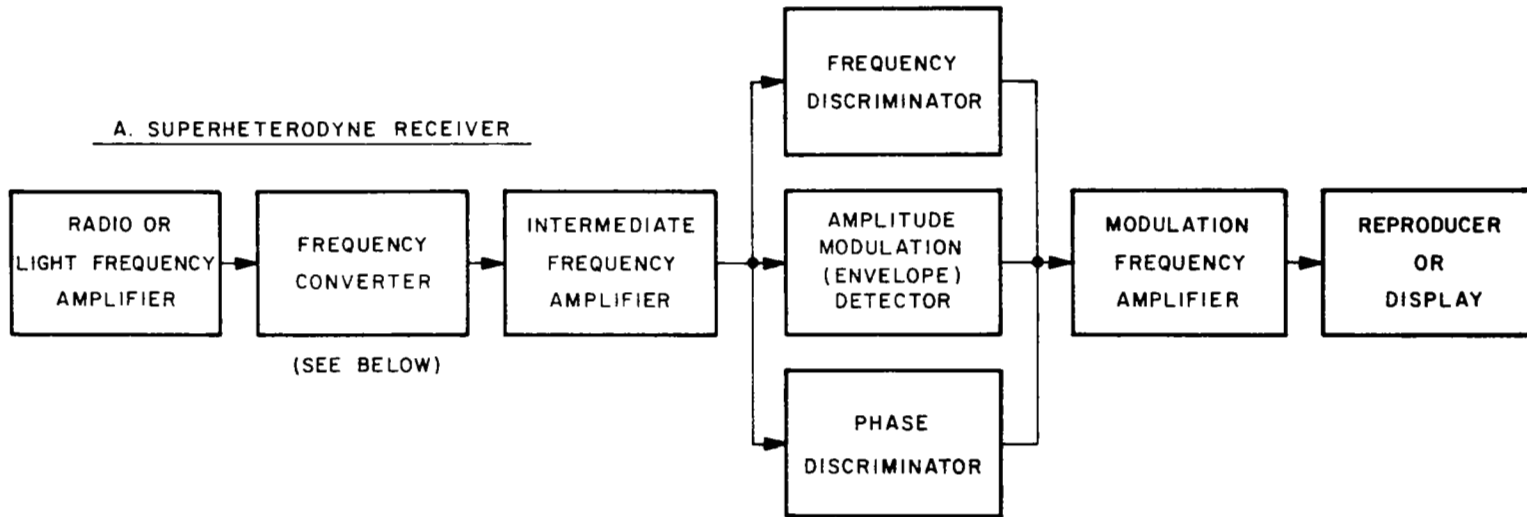 A. SUPERHETERODYNE RECEIVER
RADIO OR
LIGHT FREQUENCY
AMPLIFIER
FREQUENCY
CONVERTER
(SEE BELOW)
INTERMEDIATE
FREQUENCY
AMPLIFIER
FREQUENCY
DISCRIMINATOR
AMPLITUDE
MODULATION
(ENVELOPE)
DETECTOR
PHASE
DISCRIMINATOR
MODULATION
FREQUENCY
AMPLIFIER
REPRODUCER
OR
DISPLAY